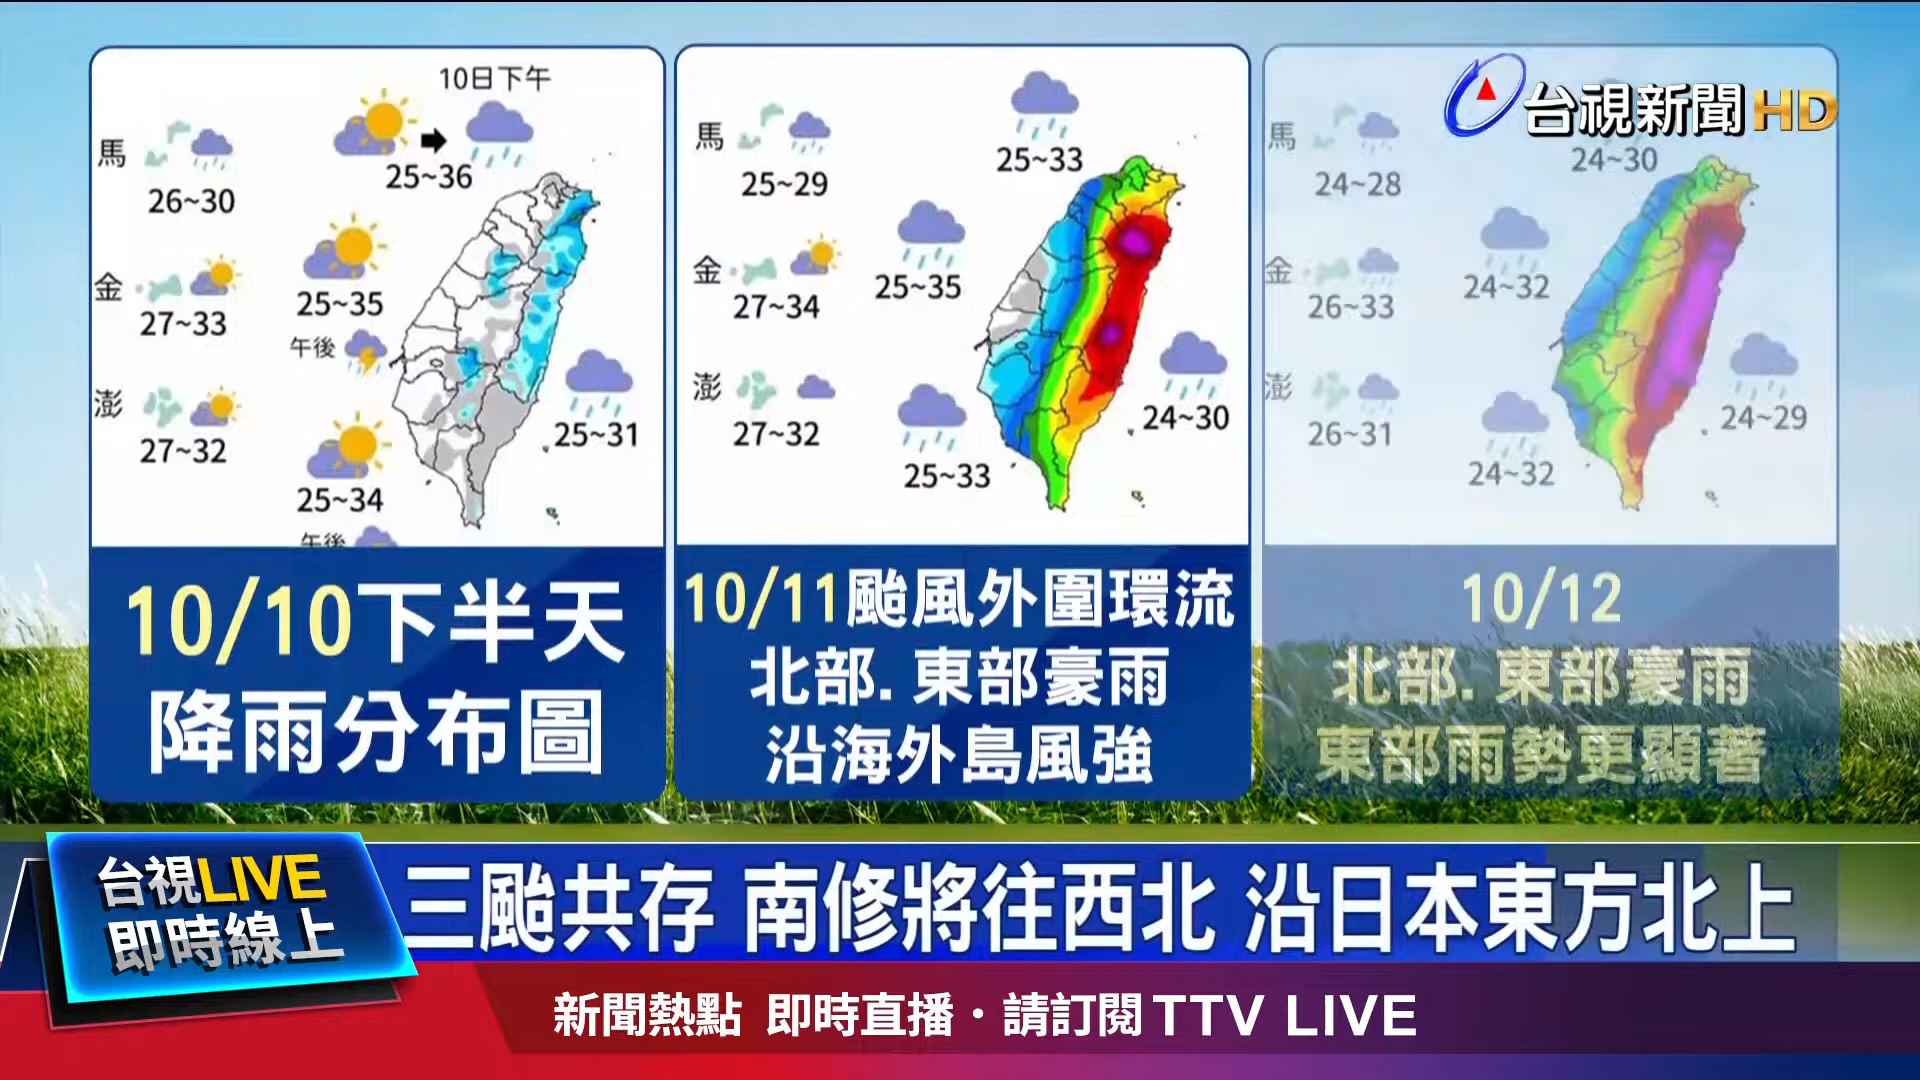 10日下午
馬
26~30
25~36
金
27~33
25~35
午後
澎
27~32
25~34
午後
25~31
10/10下半天
降雨分布圖
馬
25~29
25~33
金
27~34
25~35
澎
27~32
25~33
24~30
10/11颱風外圍環流
北部.東部豪雨
沿海外島風強
台視新聞HD
馬
24~28
24~30
金
26~33
24~32
澎
26~31
24~32
24~29
10/12
北部.東部豪雨
東部雨勢更顯著
台視LIVE
即時線上
三颱共存 南修將往西北 沿日本東方北上
新聞熱點 即時直播·請訂閱TTV LIVE